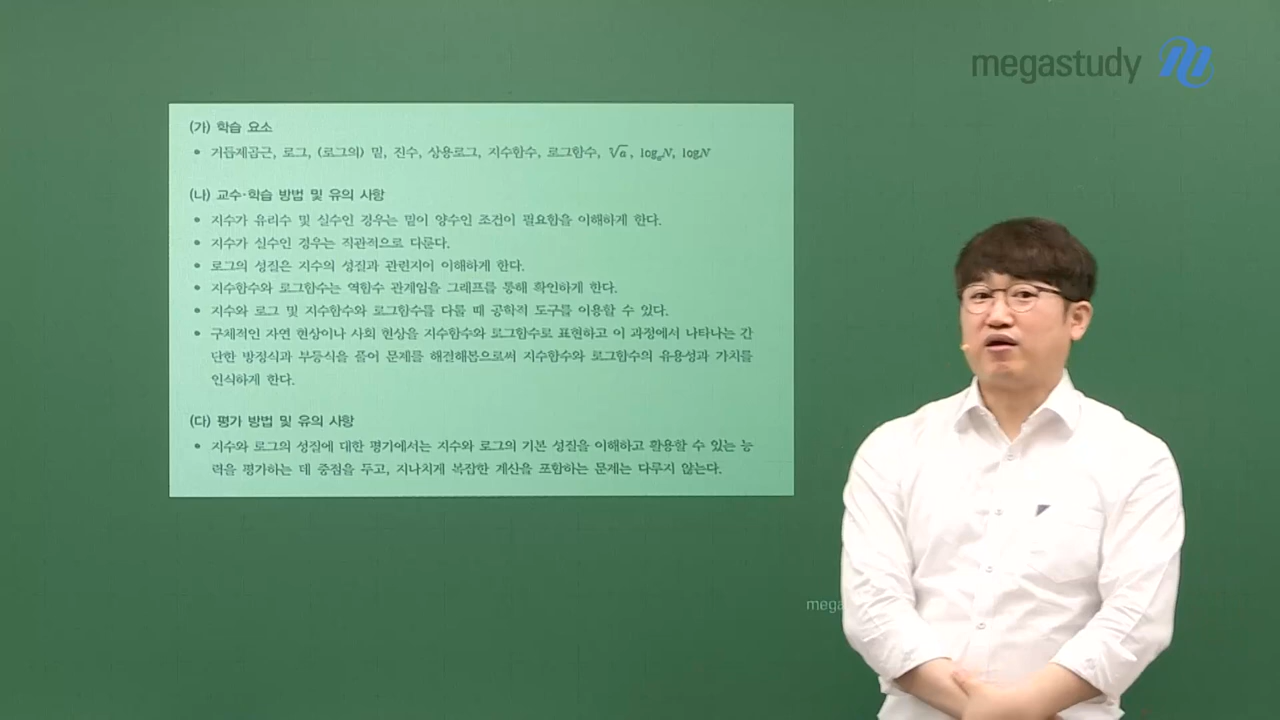 megastudy
(가) 학습 요소
• 거듭제곱근, 로그, (로그의) 밑, 진수, 상용로그, 지수함수, 로그함수, ⁿ√a, logₐN, logN
(나) 교수·학습 방법 및 유의 사항
• 지수가 유리수 및 실수인 경우는 밑이 양수인 조건이 필요함을 이해하게 한다.
• 지수가 실수인 경우는 직관적으로 다룬다.
• 로그의 성질은 지수의 성질과 관련지어 이해하게 한다.
• 지수함수와 로그함수는 역함수 관계임을 그래프를 통해 확인하게 한다.
• 지수와 로그 및 지수함수와 로그함수를 다룰 때 공학적 도구를 이용할 수 있다.
• 구체적인 자연 현상이나 사회 현상을 지수함수와 로그함수로 표현하고 이 과정에서 나타나는 간
단한 방정식과 부등식을 풀어 문제를 해결해봄으로써 지수함수와 로그함수의 유용성과 가치를
인식하게 한다.
(다) 평가 방법 및 유의 사항
• 지수와 로그의 성질에 대한 평가에서는 지수와 로그의 기본 성질을 이해하고 활용할 수 있는 능
력을 평가하는 데 중점을 두고, 지나치게 복잡한 계산을 포함하는 문제는 다루지 않는다.
mega